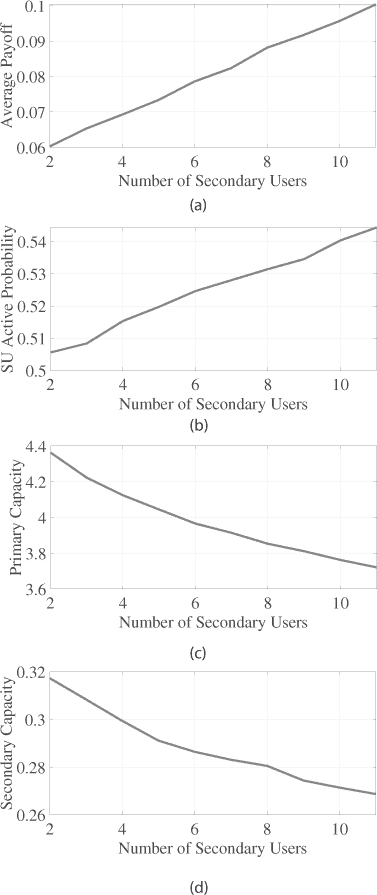 Average Payoff
0.1
0.09
0.08
0.07
0.06
2 4 6 8 10
Number of Secondary Users
(a)
SU Active Probability
0.54
0.53
0.52
0.51
0.5
2 4 6 8 10
Number of Secondary Users
(b)
Primary Capacity
4.4
4.2
4
3.8
3.6
2 4 6 8 10
Number of Secondary Users
(c)
Secondary Capacity
0.32
0.3
0.28
0.26
2 4 6 8 10
Number of Secondary Users
(d)